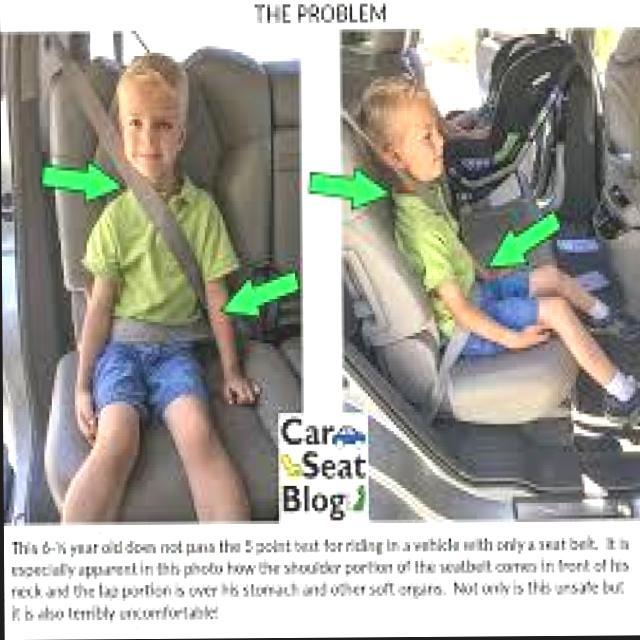 THE PROBLEM
Car
Seat
Blog
This 6-½ year old does not pass the 5 point test for riding in a vehicle with only a seat belt. It is
especially apparent in this photo how the shoulder portion of the seatbelt comes in front of his
neck and the lap portion is over his stomach and other soft organs. Not only is this unsafe but
it is also terribly uncomfortable!